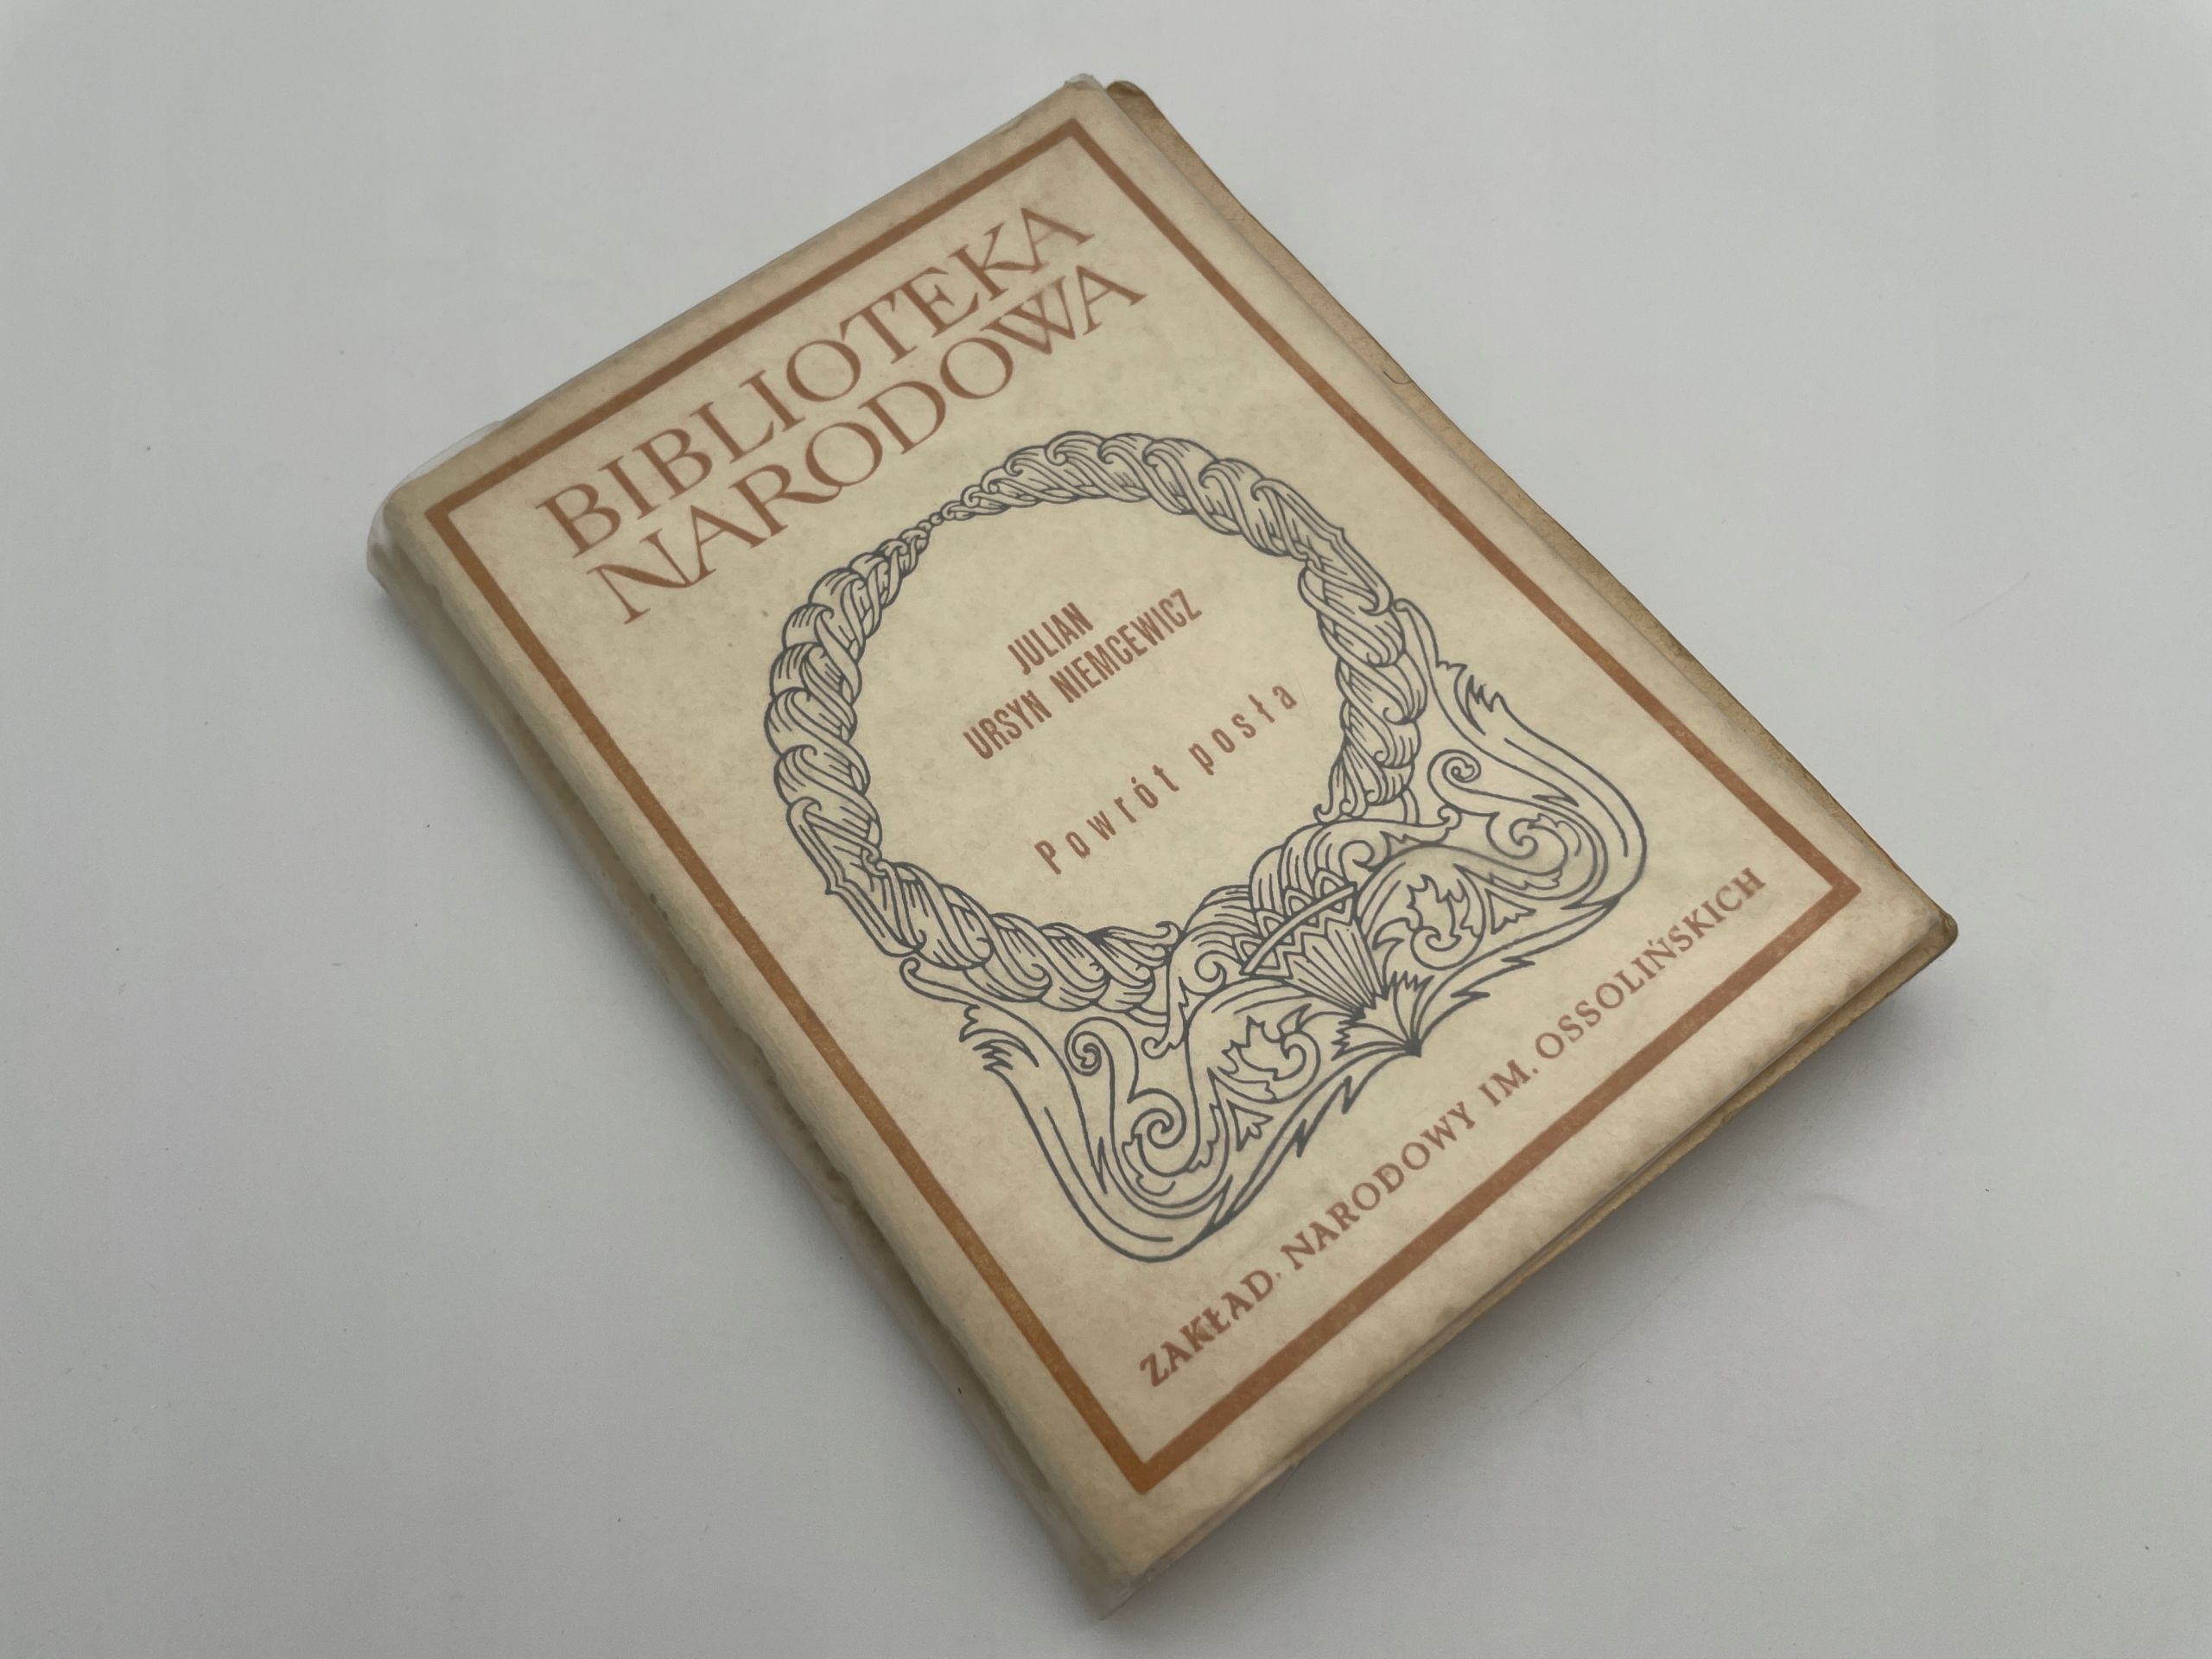 BIBLIOTEKA
NARODOWA
JULIAN
URSYN NIEMCEWICZ
Powrót posła
ZAKŁAD. NARODOWY IM. OSSOLIŃSKICH